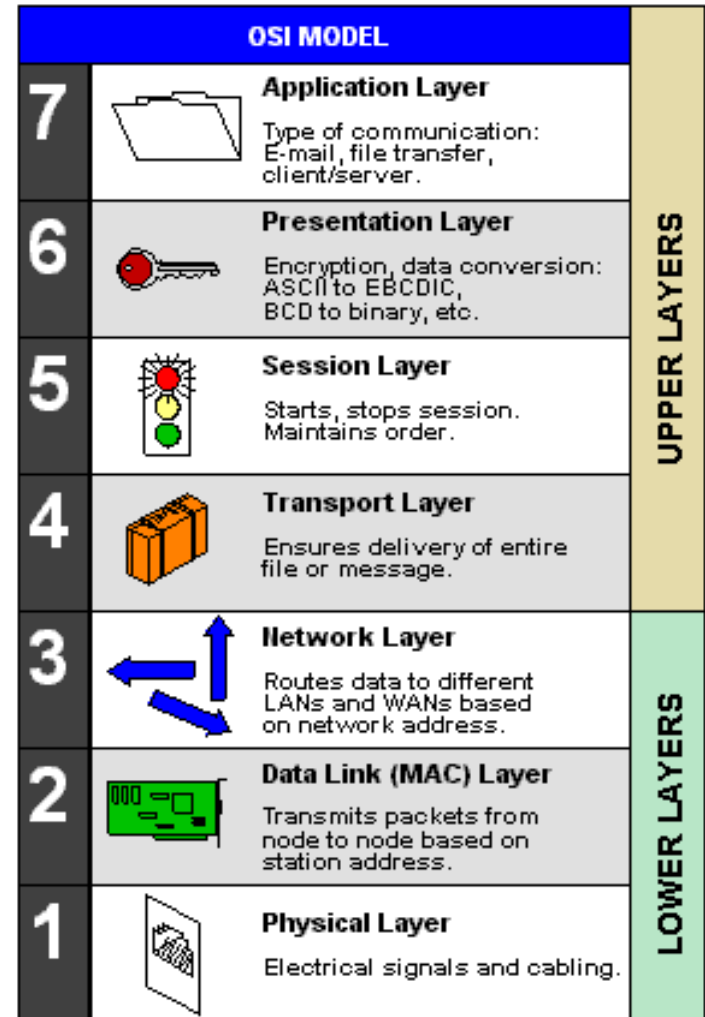 OSI MODEL
7
Application Layer
Type of communication:
E-mail, file transfer,
client/server.
6
Presentation Layer
Encryption, data conversion:
ASCII to EBCDIC,
BCD to binary, etc.
5
Session Layer
Starts, stops session.
Maintains order.
4
Transport Layer
Ensures delivery of entire
file or message.
UPPER LAYERS
3
Network Layer
Routes data to different
LANs and WANs based
on network address.
2
Data Link (MAC) Layer
Transmits packets from
node to node based on
station address.
1
Physical Layer
Electrical signals and cabling.
LOWER LAYERS